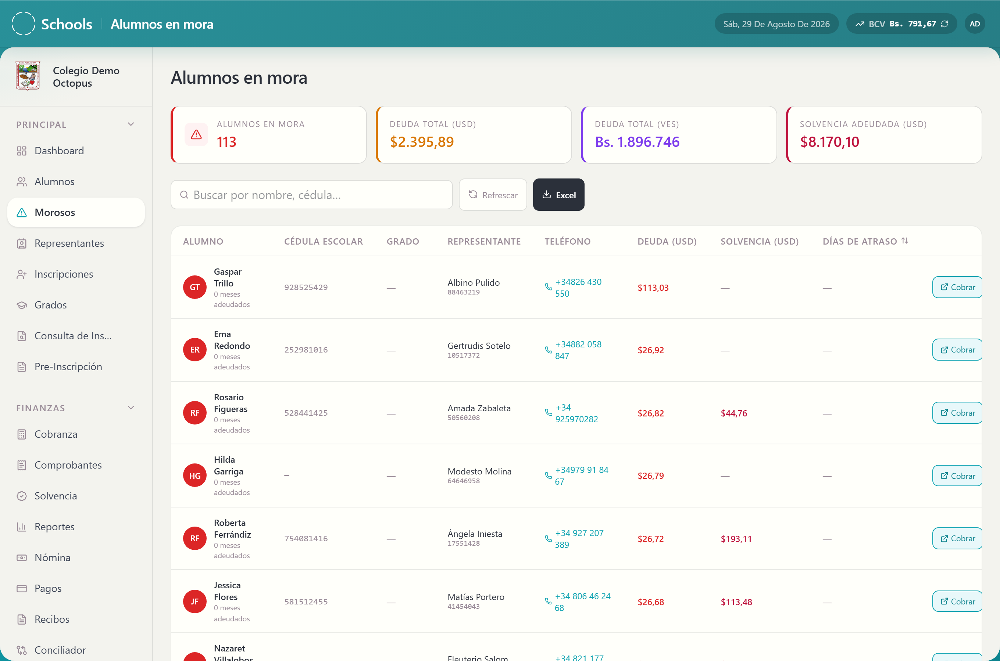 Schools
Alumnos en mora
Sáb, 29 De Agosto De 2026
BCV Bs. 791,67
AD
Colegio Demo
Octopus
PRINCIPAL
Dashboard
Alumnos
Morosos
Representantes
Inscripciones
Grados
Consulta de Ins...
Pre-Inscripción
FINANZAS
Cobranza
Comprobantes
Solvencia
Reportes
Nómina
Pagos
Recibos
Conciliador
Alumnos en mora
ALUMNOS EN MORA
113
DEUDA TOTAL (USD)
$2.395,89
DEUDA TOTAL (VES)
Bs. 1.896.746
SOLVENCIA ADEUDADA (USD)
$8.170,10
Buscar por nombre, cédula...
Refrescar
Excel
ALUMNO CÉDULA ESCOLAR GRADO REPRESENTANTE TELÉFONO DEUDA (USD) SOLVENCIA (USD) DÍAS DE ATRASO
GT
Gaspar
Trillo
0 meses
adeudados
928525429
—
Albino Pulido
88463219
+34826 430
550
$113,03
—
—
Cobrar
ER
Ema
Redondo
0 meses
adeudados
252981016
—
Gertrudis Sotelo
10517372
+34882 058
847
$26,92
—
—
Cobrar
RF
Rosario
Figueras
0 meses
adeudados
528441425
—
Amada Zabaleta
50560208
+34
925970282
$26,82
$44,76
—
Cobrar
HG
Hilda
Garriga
0 meses
adeudados
–
—
Modesto Molina
64646958
+34979 91 84
67
$26,79
—
—
Cobrar
RF
Roberta
Ferrándiz
0 meses
adeudados
754081416
—
Ángela Iniesta
17551428
+34 927 207
389
$26,72
$193,11
—
Cobrar
JF
Jessica
Flores
0 meses
adeudados
581512455
—
Matías Portero
41454043
+34 806 46 24
68
$26,68
$113,48
—
Cobrar
Nazaret
Villalobos
Eleuterio Salom
+34 821 177